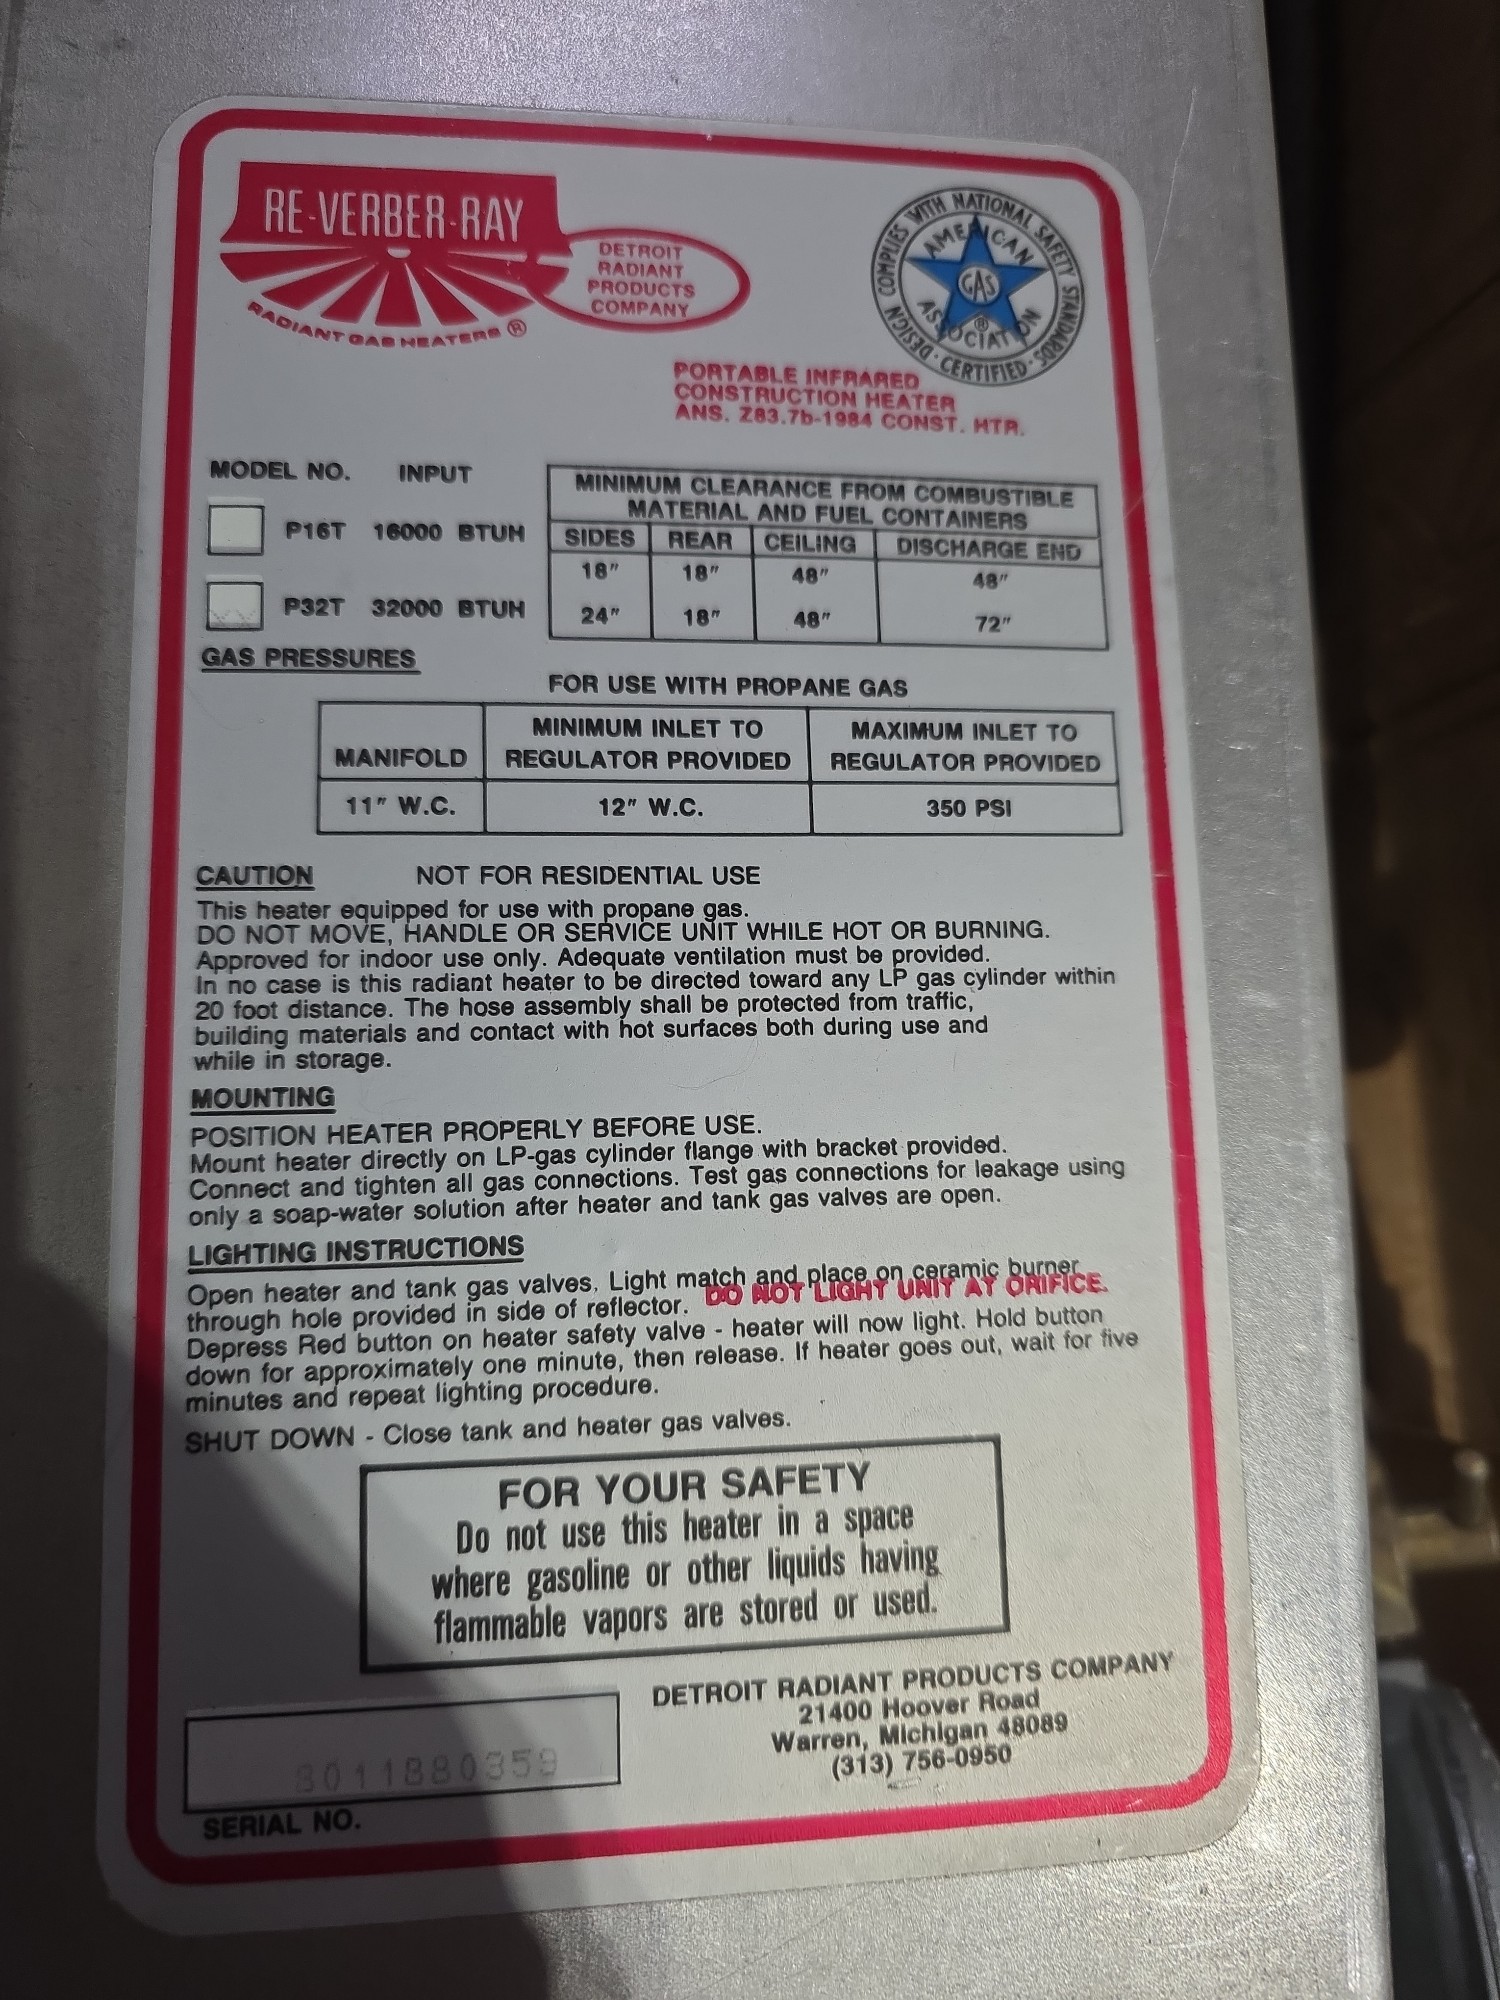 RE-VERBER-RAY
RADIANT GAS HEATERS ®
DETROIT
RADIANT
PRODUCTS
COMPANY
DESIGN COMPLIES WITH NATIONAL SAFETY STANDARDS
· CERTIFIED ·
AMERICAN
GAS
ASSOCIATION
®
PORTABLE INFRARED
CONSTRUCTION HEATER
ANS. Z83.7b-1984 CONST. HTR.
MODEL NO. INPUT
P16T 16000 BTUH
P32T 32000 BTUH
MINIMUM CLEARANCE FROM COMBUSTIBLE
MATERIAL AND FUEL CONTAINERS
SIDES REAR CEILING DISCHARGE END
18" 18" 48" 48"
24" 18" 48" 72"
GAS PRESSURES
FOR USE WITH PROPANE GAS
MANIFOLD
MINIMUM INLET TO
REGULATOR PROVIDED
MAXIMUM INLET TO
REGULATOR PROVIDED
11" W.C. 12" W.C. 350 PSI
CAUTION NOT FOR RESIDENTIAL USE
This heater equipped for use with propane gas.
DO NOT MOVE, HANDLE OR SERVICE UNIT WHILE HOT OR BURNING.
Approved for indoor use only. Adequate ventilation must be provided.
In no case is this radiant heater to be directed toward any LP gas cylinder within
20 foot distance. The hose assembly shall be protected from traffic,
building materials and contact with hot surfaces both during use and
while in storage.
MOUNTING
POSITION HEATER PROPERLY BEFORE USE.
Mount heater directly on LP-gas cylinder flange with bracket provided.
Connect and tighten all gas connections. Test gas connections for leakage using
only a soap-water solution after heater and tank gas valves are open.
LIGHTING INSTRUCTIONS
Open heater and tank gas valves. Light match and place on ceramic burner
through hole provided in side of reflector. DO NOT LIGHT UNIT AT ORIFICE.
Depress Red button on heater safety valve - heater will now light. Hold button
down for approximately one minute, then release. If heater goes out, wait for five
minutes and repeat lighting procedure.
SHUT DOWN - Close tank and heater gas valves.
FOR YOUR SAFETY
Do not use this heater in a space
where gasoline or other liquids having
flammable vapors are stored or used.
DETROIT RADIANT PRODUCTS COMPANY
21400 Hoover Road
Warren, Michigan 48089
(313) 756-0950
SERIAL NO.